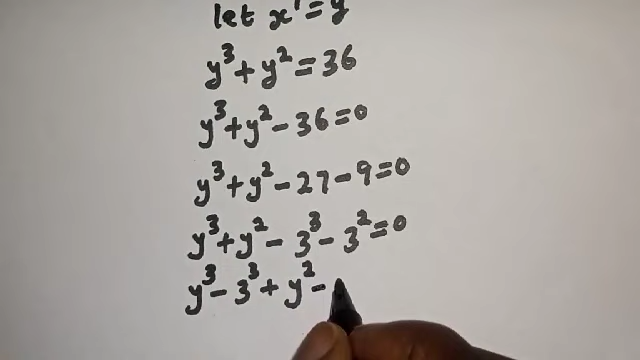 let x' = y
y³ + y² = 36
y³ + y² - 36 = 0
y³ + y² - 27 - 9 = 0
y³ + y² - 3³ - 3² = 0
y³ - 3³ + y² -